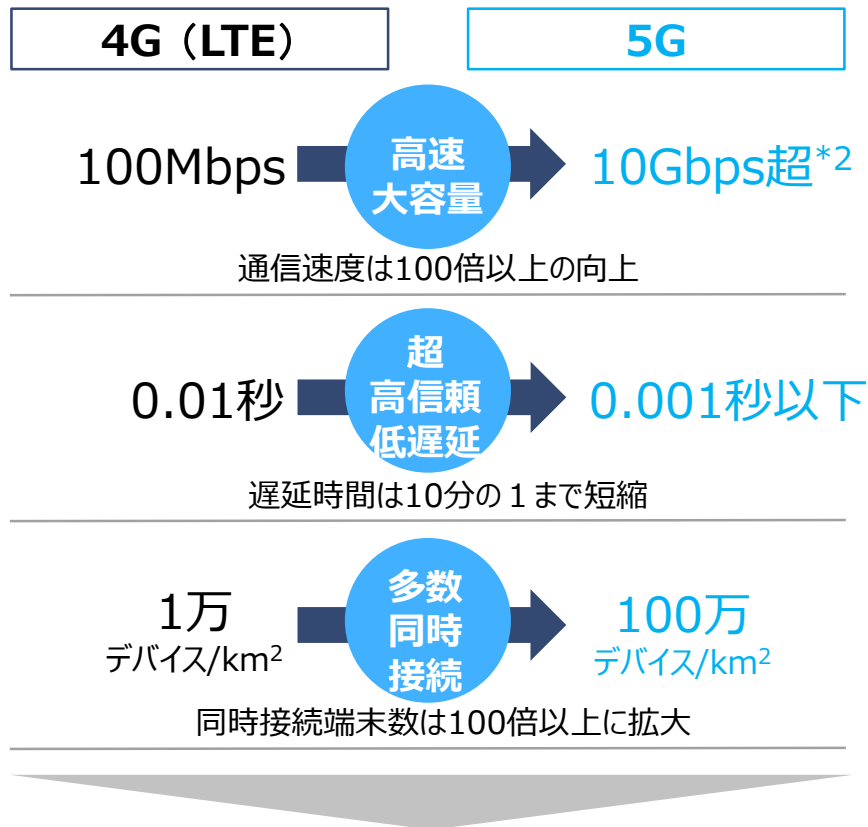 4G（LTE）
5G
100Mbps
高速
大容量
10Gbps超*2
通信速度は100倍以上の向上
0.01秒
超
高信頼
低遅延
0.001秒以下
遅延時間は10分の１まで短縮
1万
デバイス/km2
多数
同時
接続
100万
デバイス/km2
同時接続端末数は100倍以上に拡大